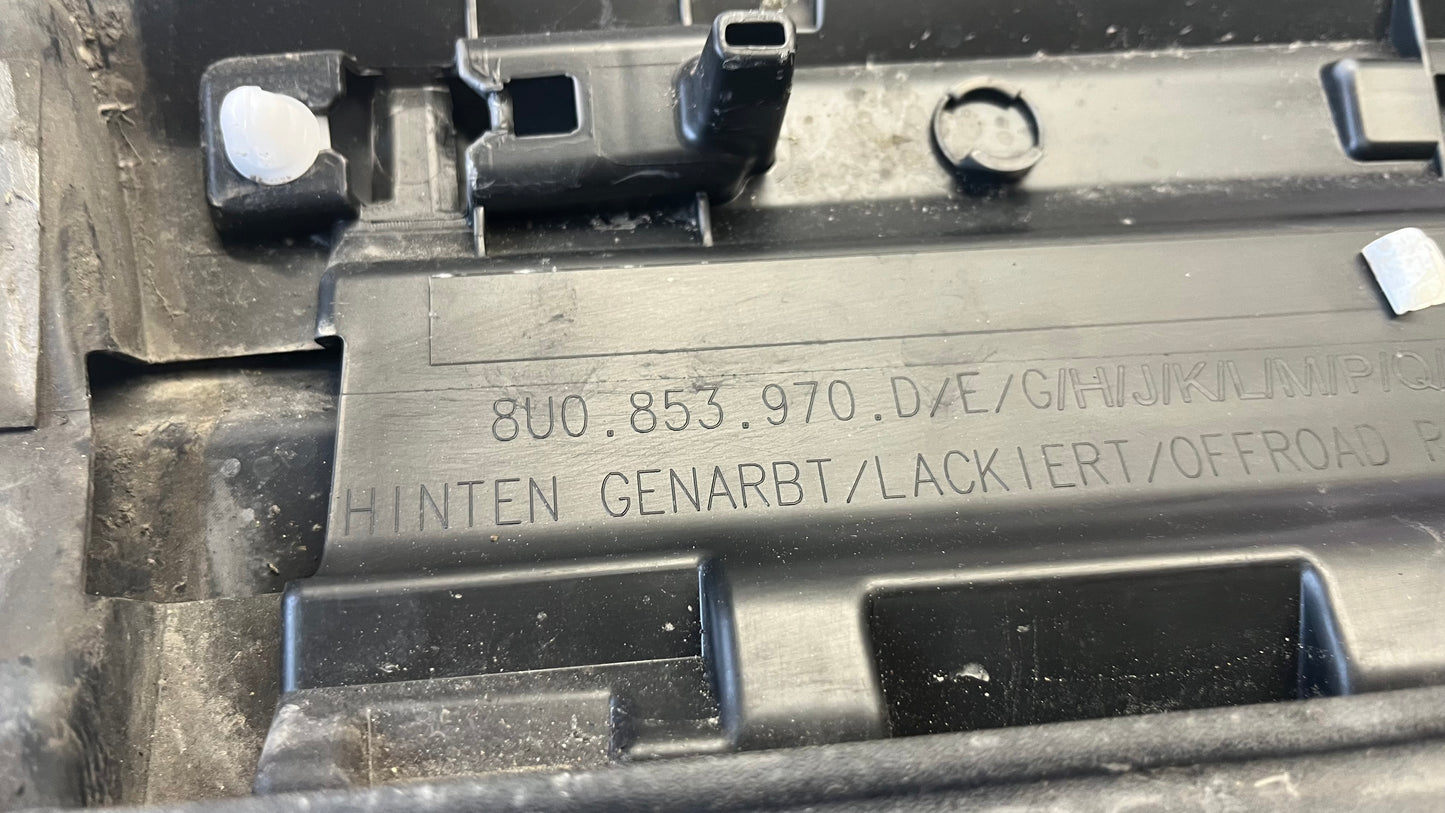 8U0.853.970.D/E/G/H/J/K/L/M/P/Q/
HINTEN GENARBT/LACKIERT/OFFROAD